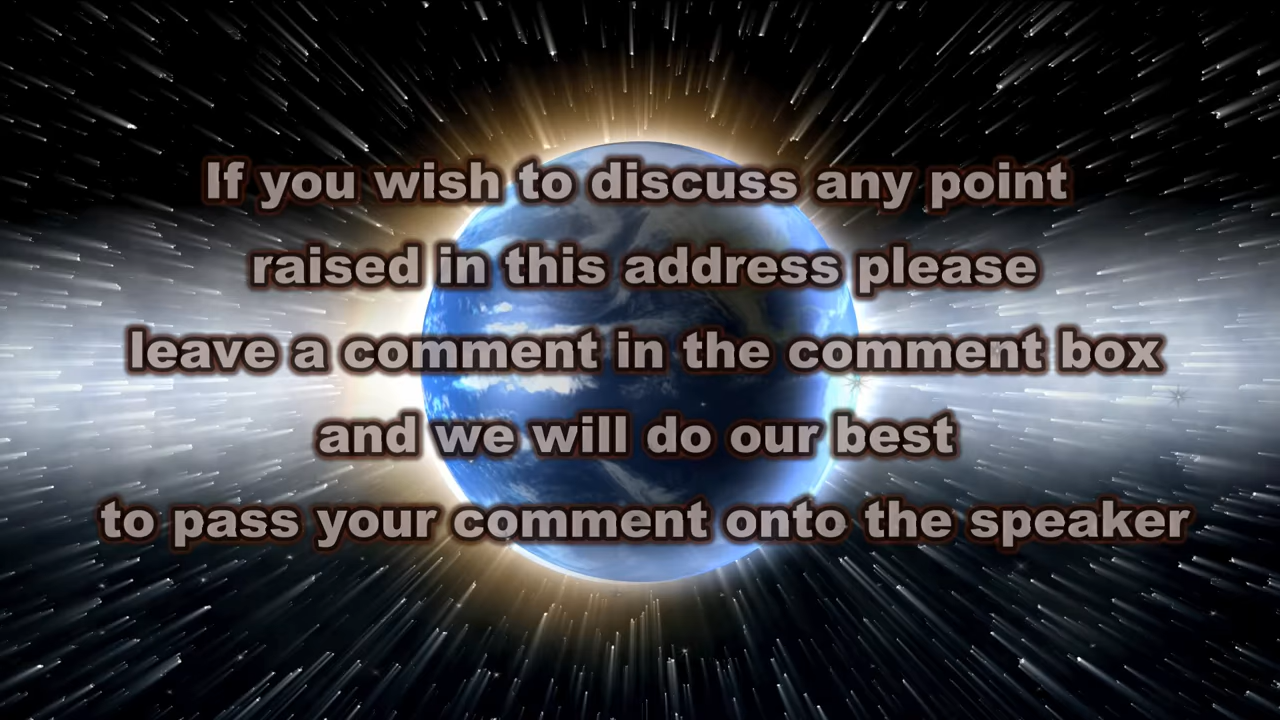 If you wish to discuss any point
raised in this address please
leave a comment in the comment box
and we will do our best
to pass your comment onto the speaker